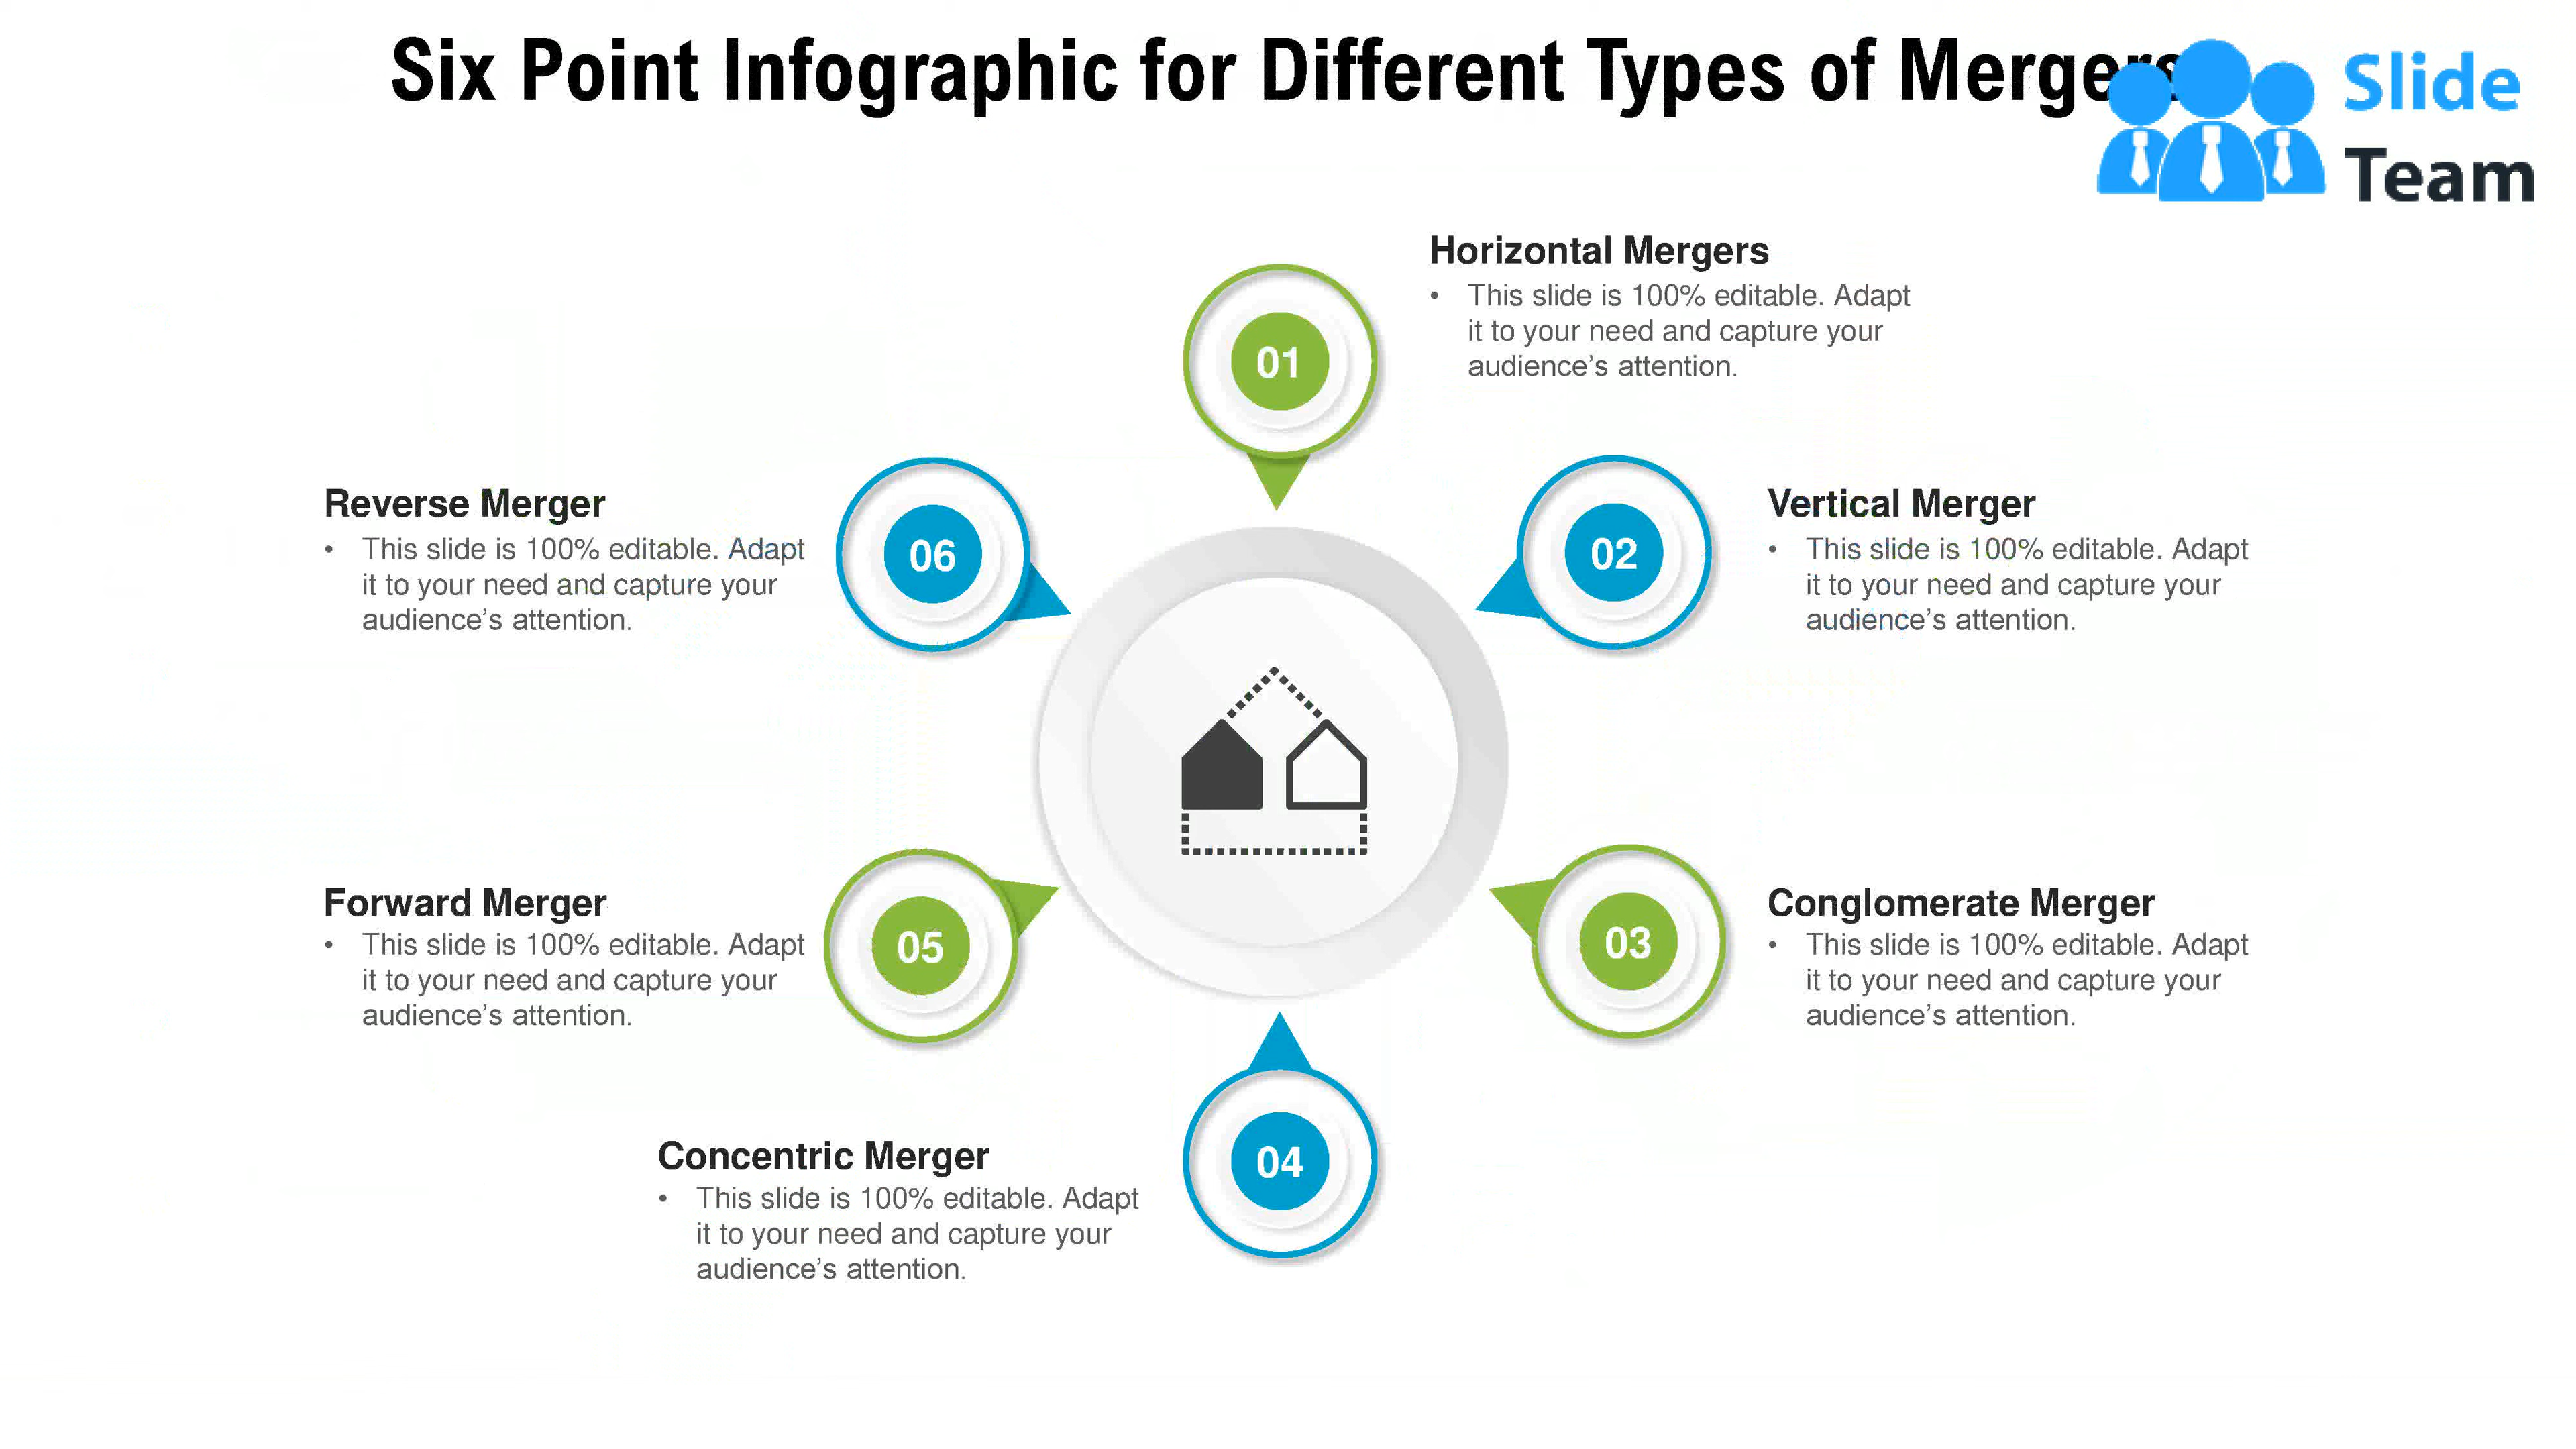 Six Point Infographic for Different Types of Mergers
Slide
Team
Horizontal Mergers
• This slide is 100% editable. Adapt
it to your need and capture your
audience’s attention.
01
Reverse Merger
• This slide is 100% editable. Adapt
it to your need and capture your
audience’s attention.
06
02
Vertical Merger
• This slide is 100% editable. Adapt
it to your need and capture your
audience’s attention.
Forward Merger
• This slide is 100% editable. Adapt
it to your need and capture your
audience’s attention.
05
03
Conglomerate Merger
• This slide is 100% editable. Adapt
it to your need and capture your
audience’s attention.
Concentric Merger
• This slide is 100% editable. Adapt
it to your need and capture your
audience’s attention.
04